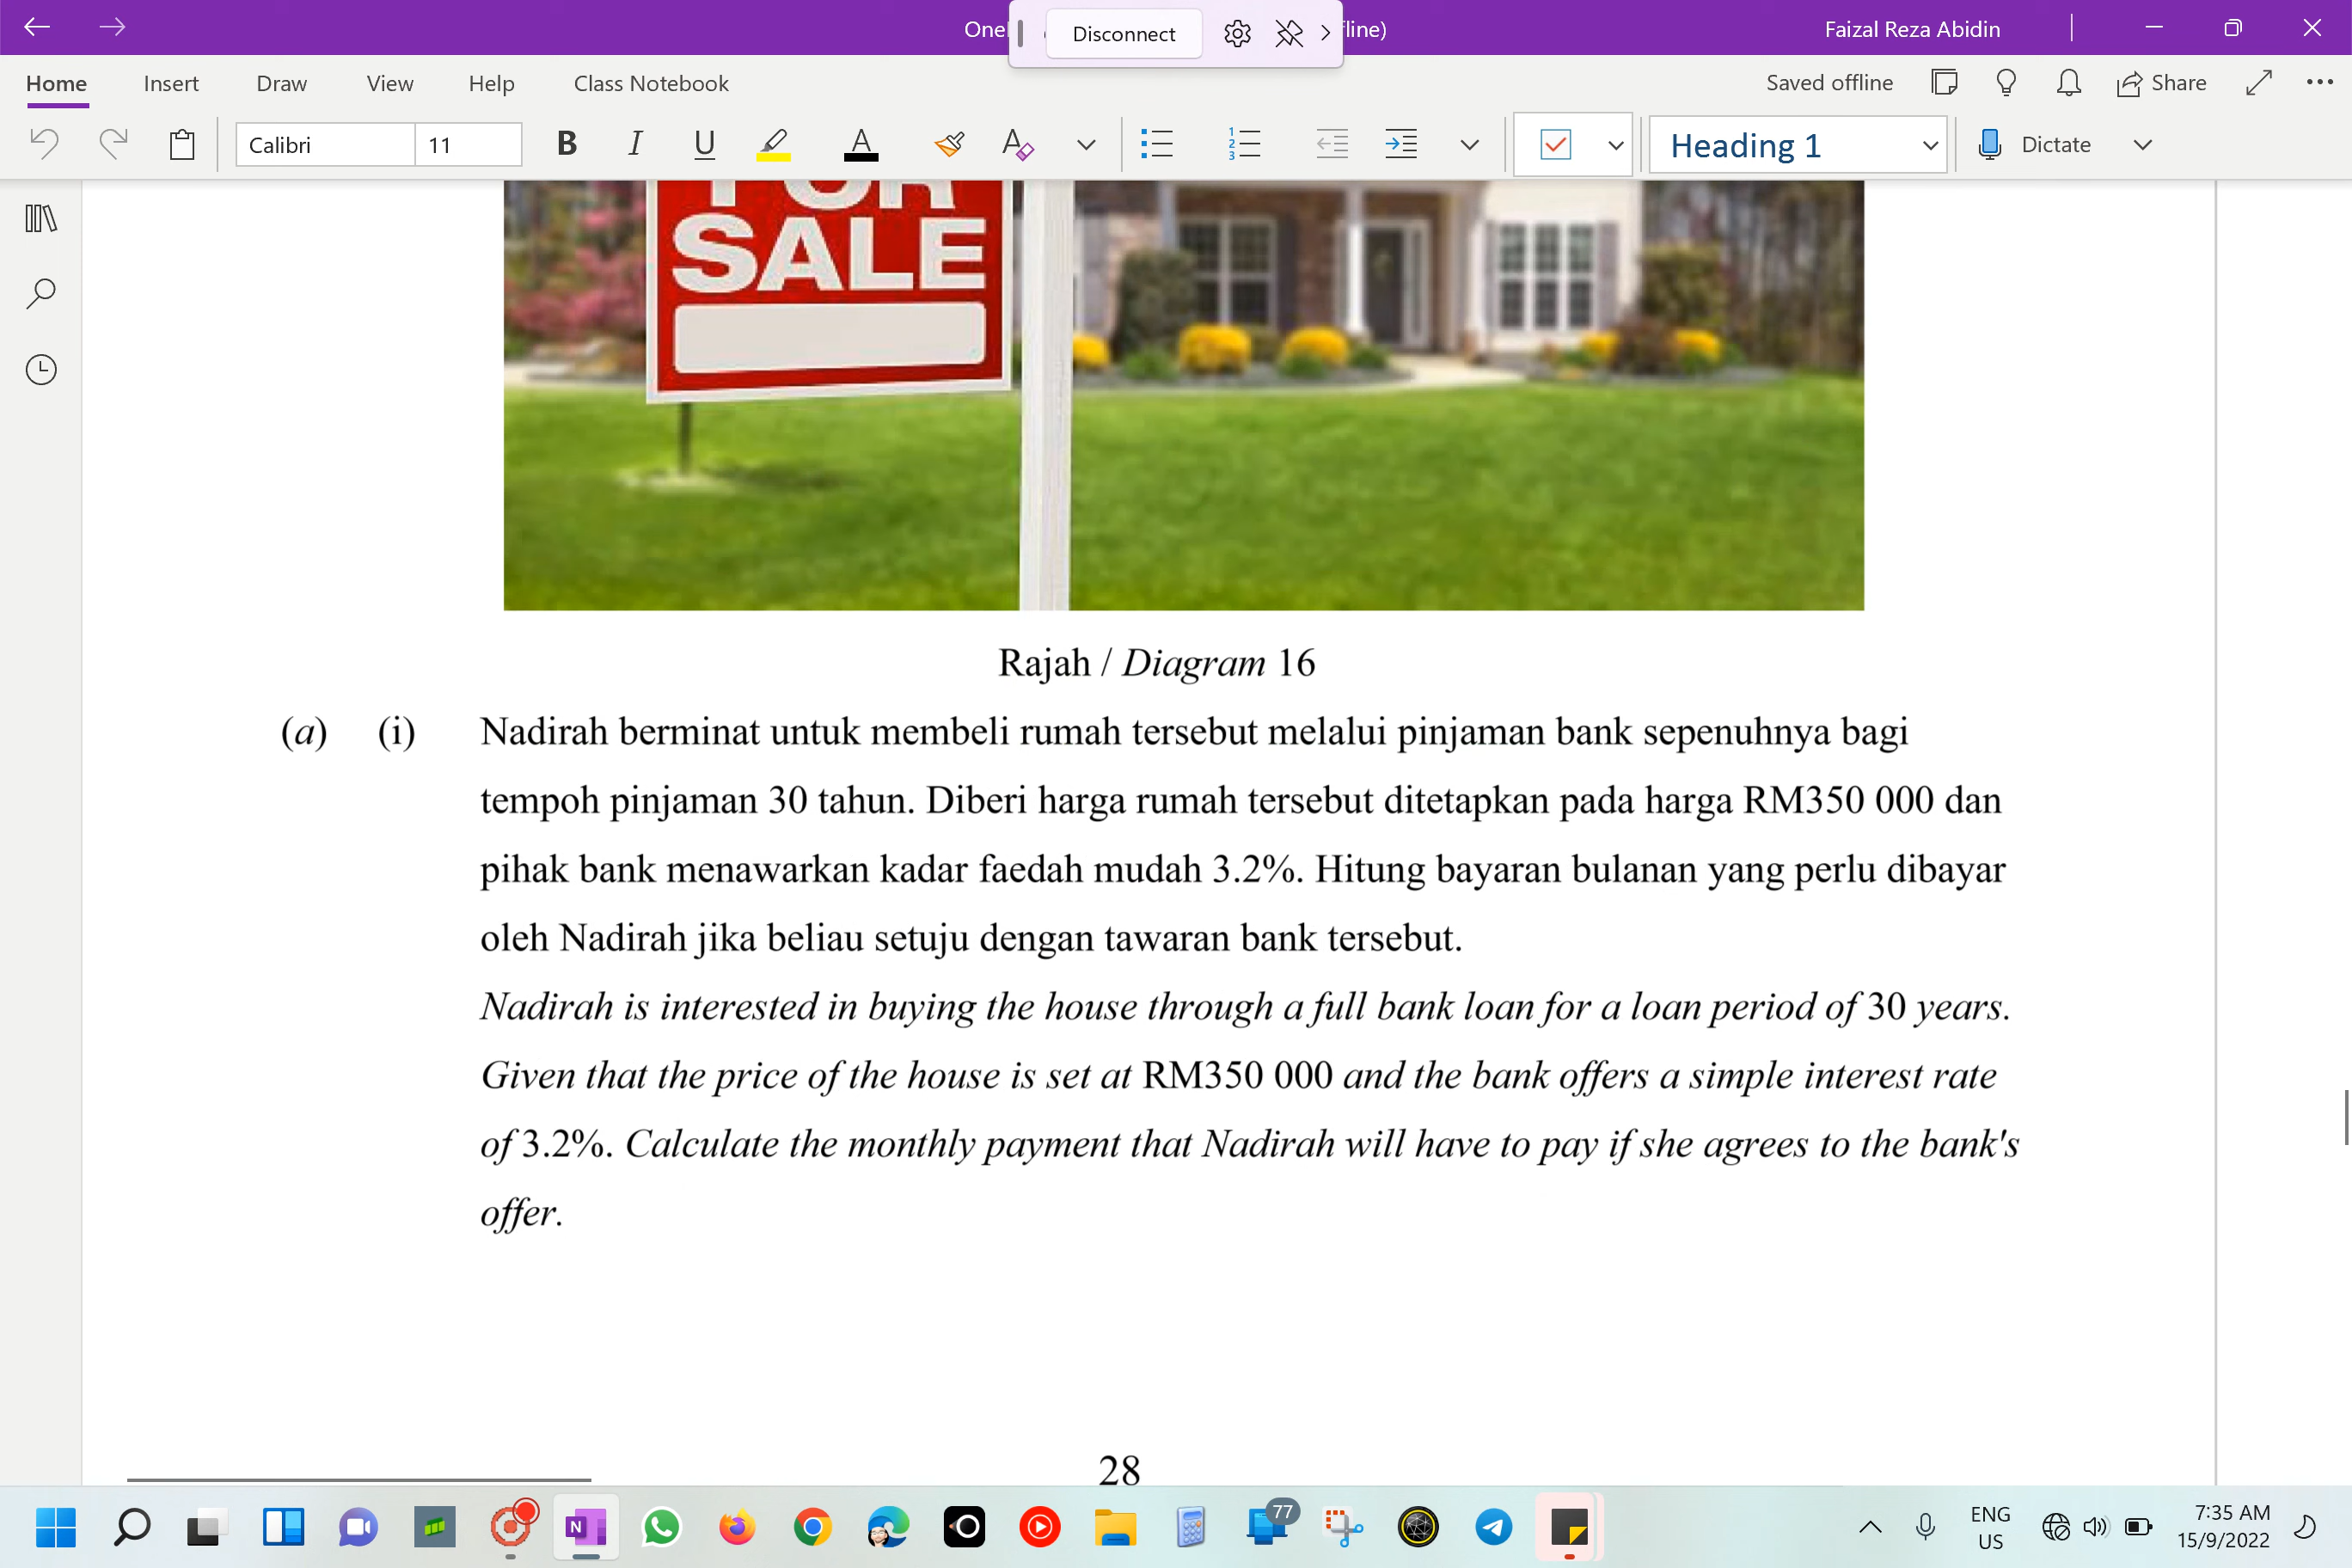 OneN
Disconnect
line)
Faizal Reza Abidin
Home Insert Draw View Help Class Notebook
Saved offline
Share
Calibri 11 B I U A A
Heading 1
Dictate
FOR
SALE
Rajah / Diagram 16
(a) (i) Nadirah berminat untuk membeli rumah tersebut melalui pinjaman bank sepenuhnya bagi
tempoh pinjaman 30 tahun. Diberi harga rumah tersebut ditetapkan pada harga RM350 000 dan
pihak bank menawarkan kadar faedah mudah 3.2%. Hitung bayaran bulanan yang perlu dibayar
oleh Nadirah jika beliau setuju dengan tawaran bank tersebut.
Nadirah is interested in buying the house through a full bank loan for a loan period of 30 years.
Given that the price of the house is set at RM350 000 and the bank offers a simple interest rate
of 3.2%. Calculate the monthly payment that Nadirah will have to pay if she agrees to the bank's
offer.
28
N
77
ENG
US
7:35 AM
15/9/2022